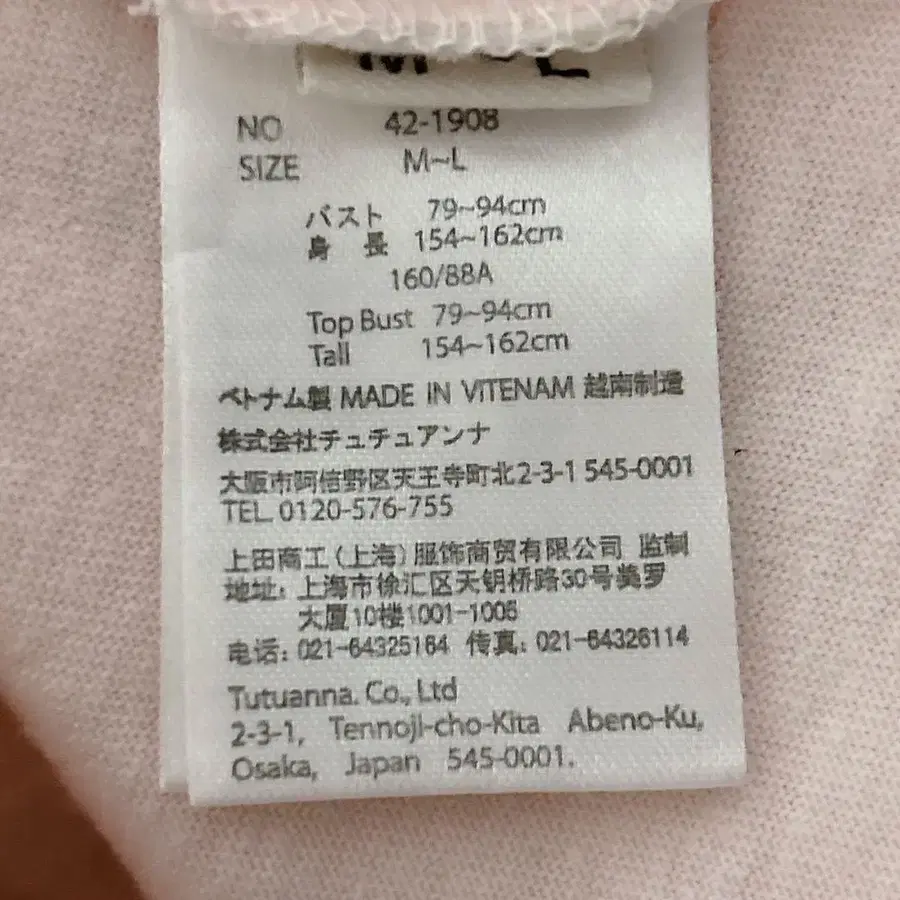 M~L
NO 42-1908
SIZE M~L
バスト 79~94cm
身 長 154~162cm
160/88A
Top Bust 79~94cm
Tall 154~162cm
ベトナム製 MADE IN VITENAM 越南制造
株式会社チュチュアンナ
大阪市阿倍野区天王寺町北2-3-1 545-0001
TEL. 0120-576-755
上田商工(上海)服饰商贸有限公司 监制
地址: 上海市徐汇区天钥桥路30号美罗
大厦10楼1001-1005
电话: 021-64325164 传真: 021-64326114
Tutuanna. Co., Ltd
2-3-1, Tennoji-cho-Kita Abeno-Ku,
Osaka, Japan 545-0001.